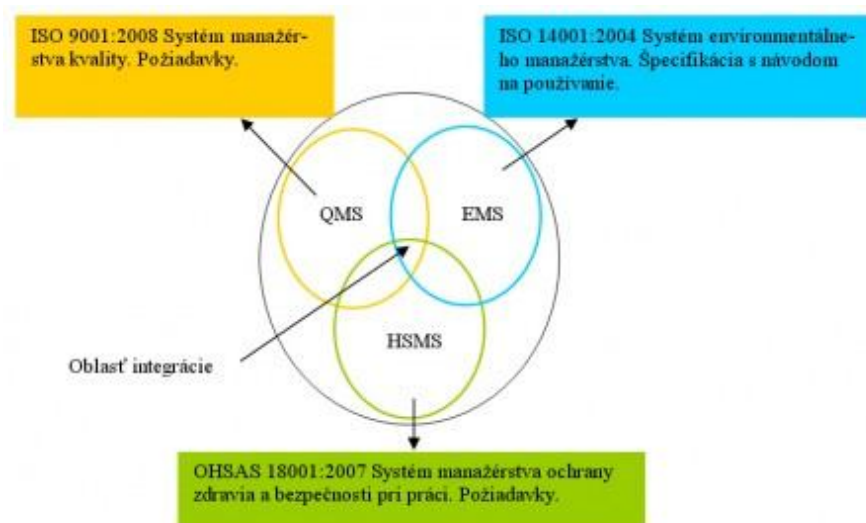 ISO 9001:2008 Systém manažér-
stva kvality. Požiadavky.
ISO 14001:2004 Systém environmentálne-
ho manažérstva. Špecifikácia s návodom
na používanie.
QMS
EMS
HSMS
Oblasť integrácie
OHSAS 18001:2007 Systém manažérstva ochrany
zdravia a bezpečnosti pri práci. Požiadavky.